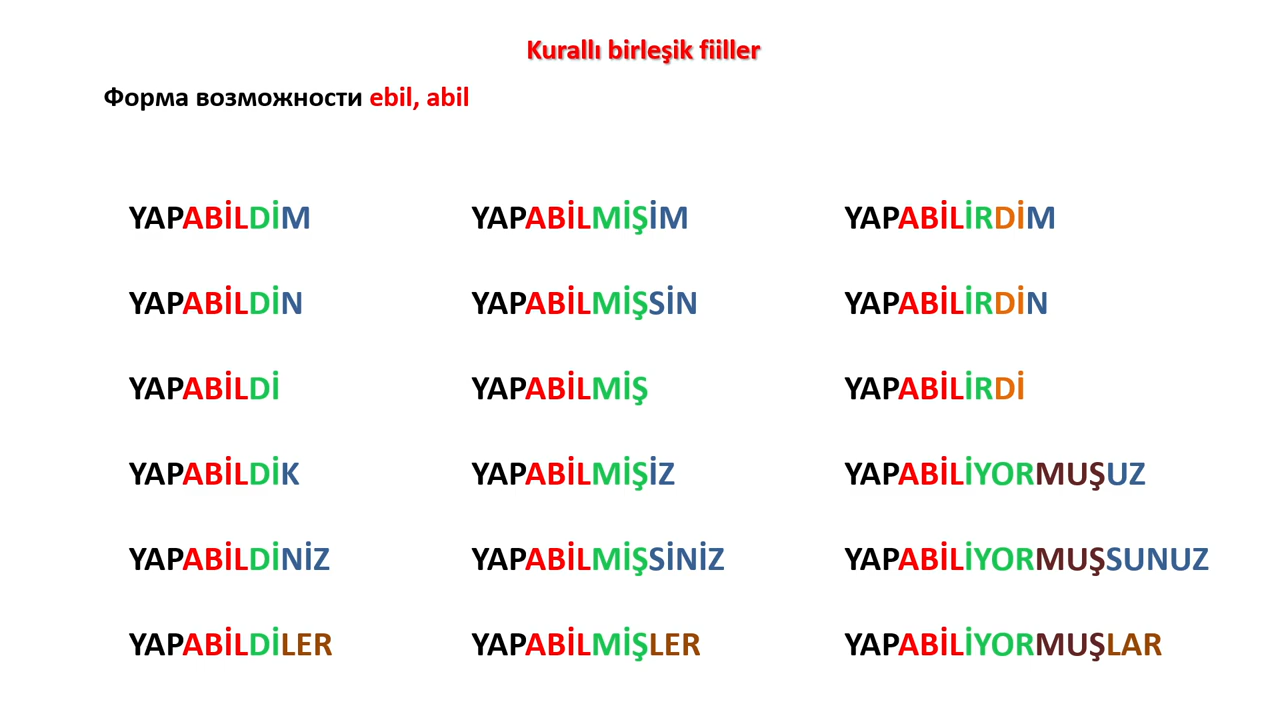 Kurallı birleşik fiiller
Форма возможности ebil, abil
YAPABİLDİM YAPABİLMİŞİM YAPABİLİRDİM
YAPABİLDİN YAPABİLMİŞSİN YAPABİLİRDİN
YAPABİLDİ YAPABİLMİŞ YAPABİLİRDİ
YAPABİLDİK YAPABİLMİŞİZ YAPABİLİYORMUŞUZ
YAPABİLDİNİZ YAPABİLMİŞSİNİZ YAPABİLİYORMUŞSUNUZ
YAPABİLDİLER YAPABİLMİŞLER YAPABİLİYORMUŞLAR